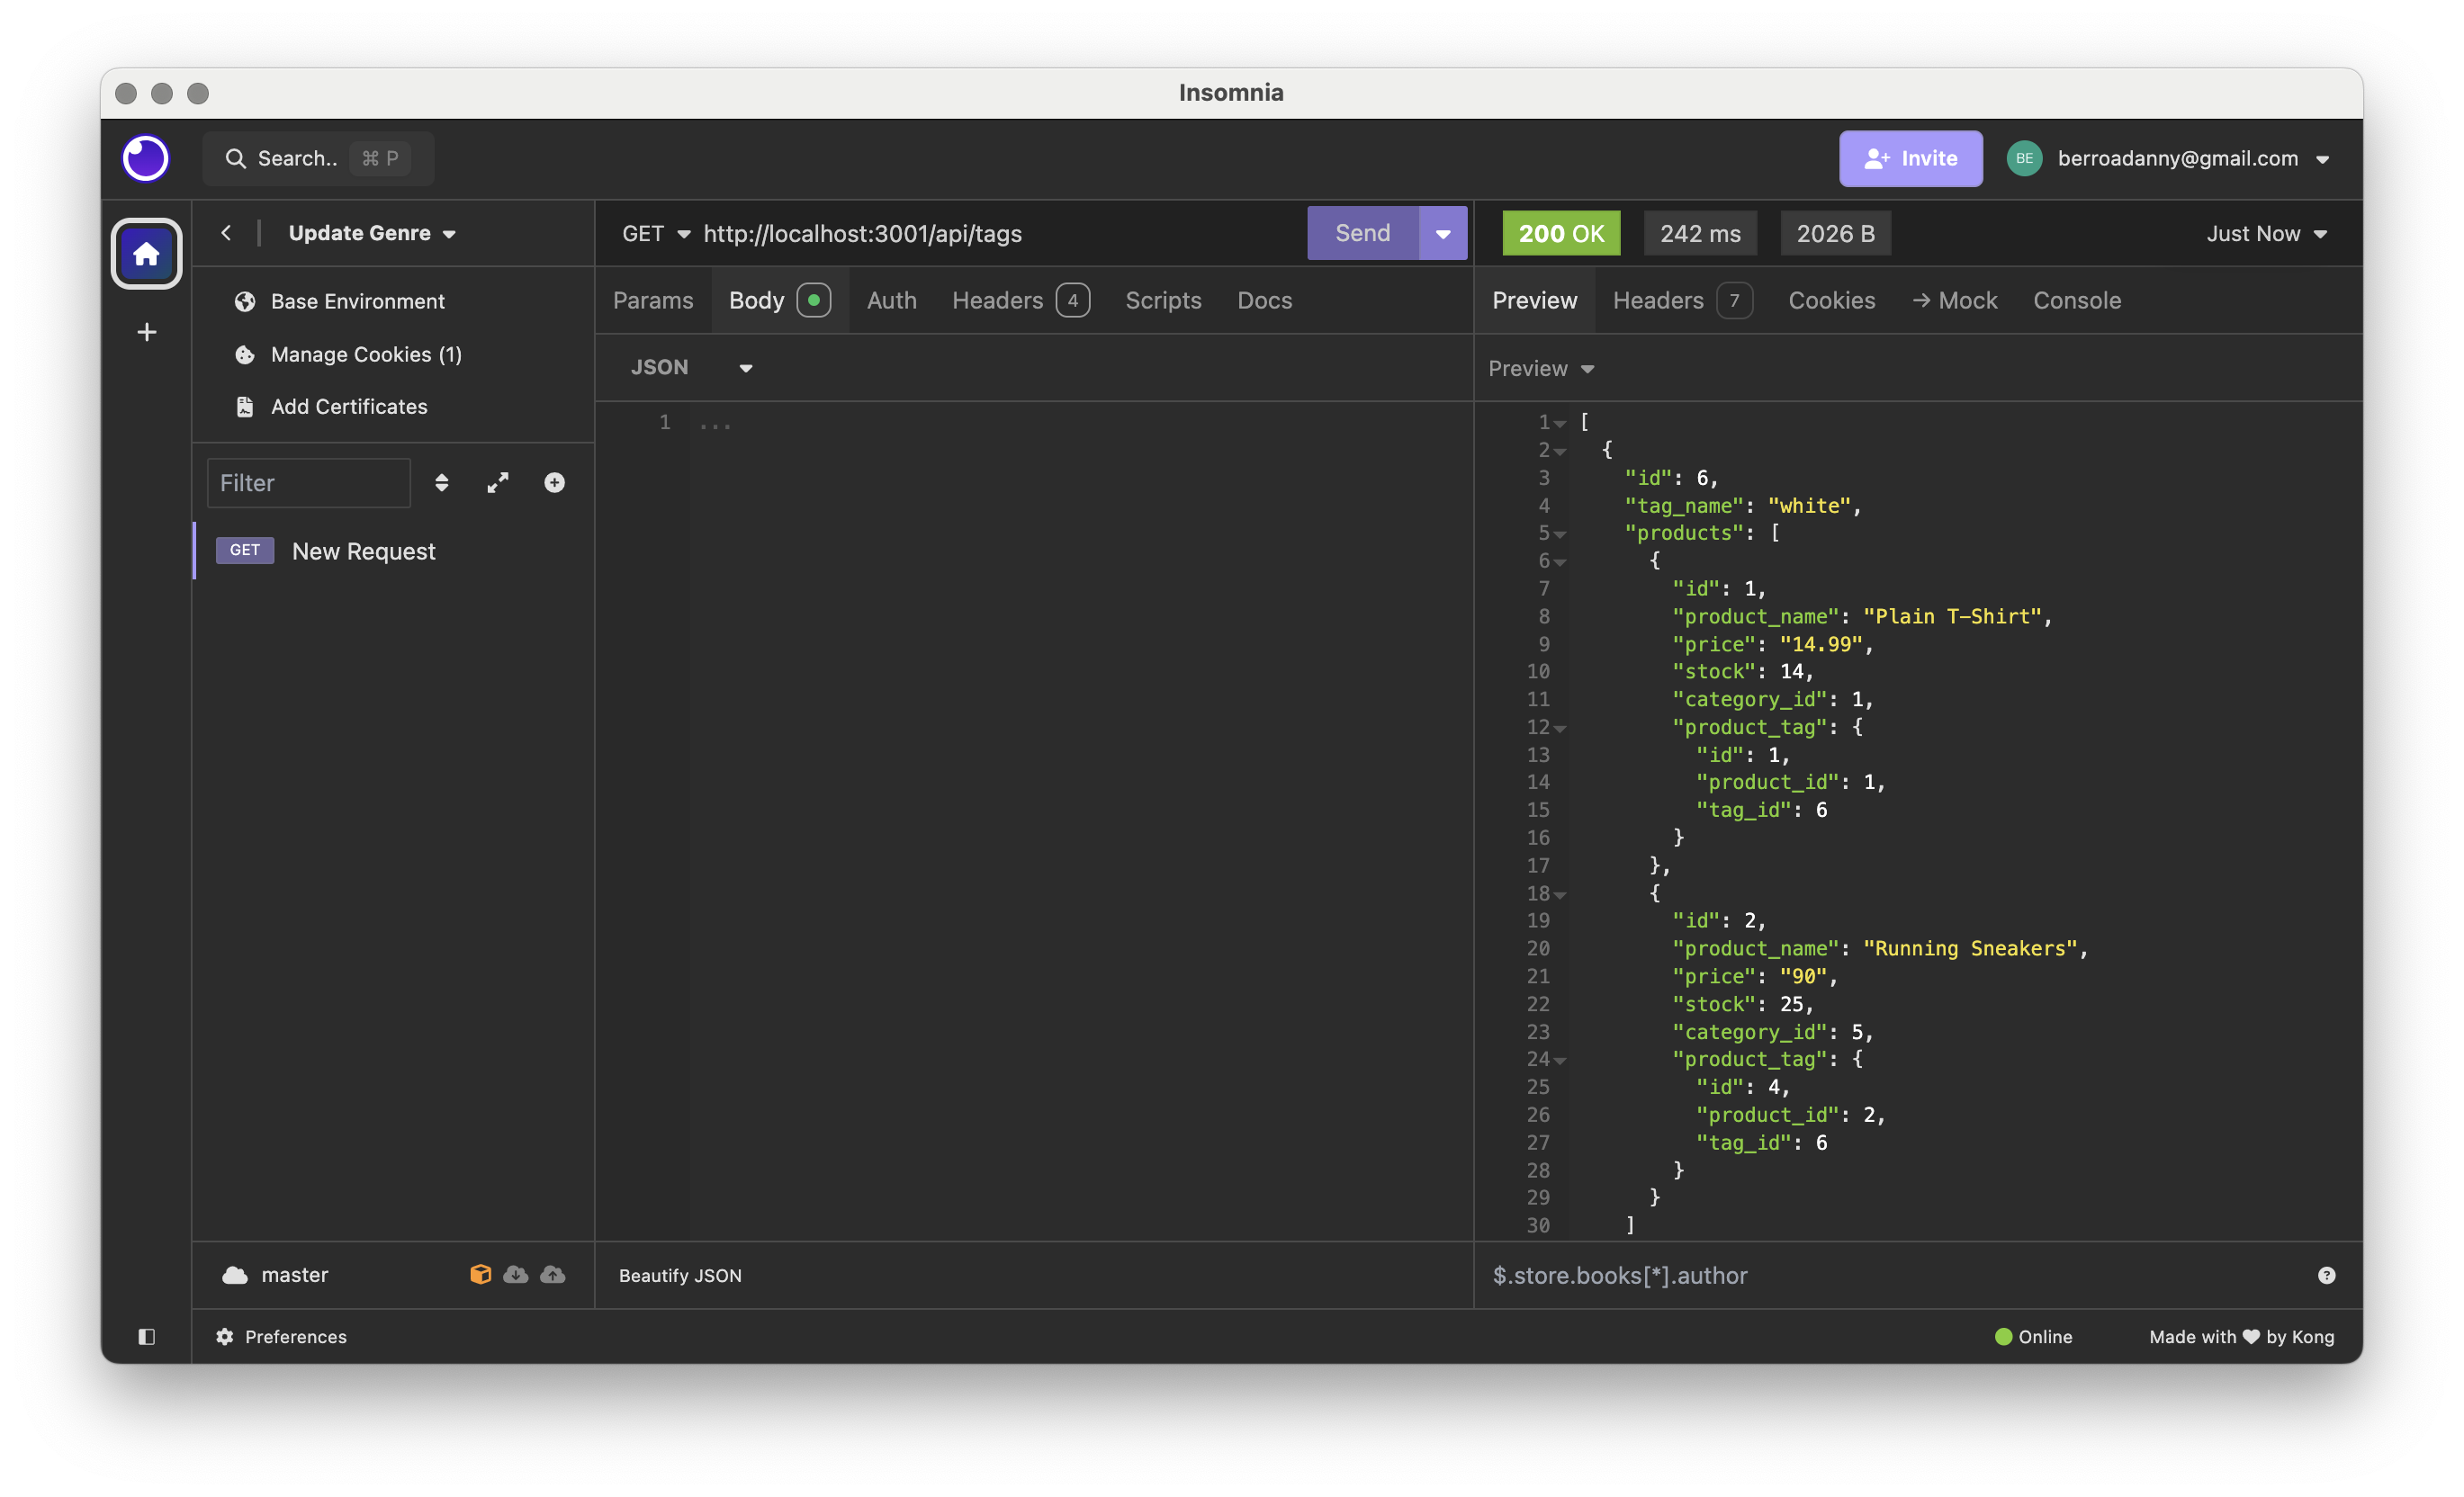 Insomnia
Search.. ⌘ P
Invite
BE berroadanny@gmail.com
Update Genre
Base Environment
Manage Cookies (1)
Add Certificates
Filter
GET New Request
master
Preferences
GET http://localhost:3001/api/tags Send
Params Body Auth Headers 4 Scripts Docs
JSON
1 ...
Beautify JSON
200 OK 242 ms 2026 B Just Now
Preview Headers 7 Cookies → Mock Console
Preview
1 [
2 {
3 "id": 6,
4 "tag_name": "white",
5 "products": [
6 {
7 "id": 1,
8 "product_name": "Plain T-Shirt",
9 "price": "14.99",
10 "stock": 14,
11 "category_id": 1,
12 "product_tag": {
13 "id": 1,
14 "product_id": 1,
15 "tag_id": 6
16 }
17 },
18 {
19 "id": 2,
20 "product_name": "Running Sneakers",
21 "price": "90",
22 "stock": 25,
23 "category_id": 5,
24 "product_tag": {
25 "id": 4,
26 "product_id": 2,
27 "tag_id": 6
28 }
29 }
30 ]
$.store.books[*].author
Online
Made with ♥ by Kong